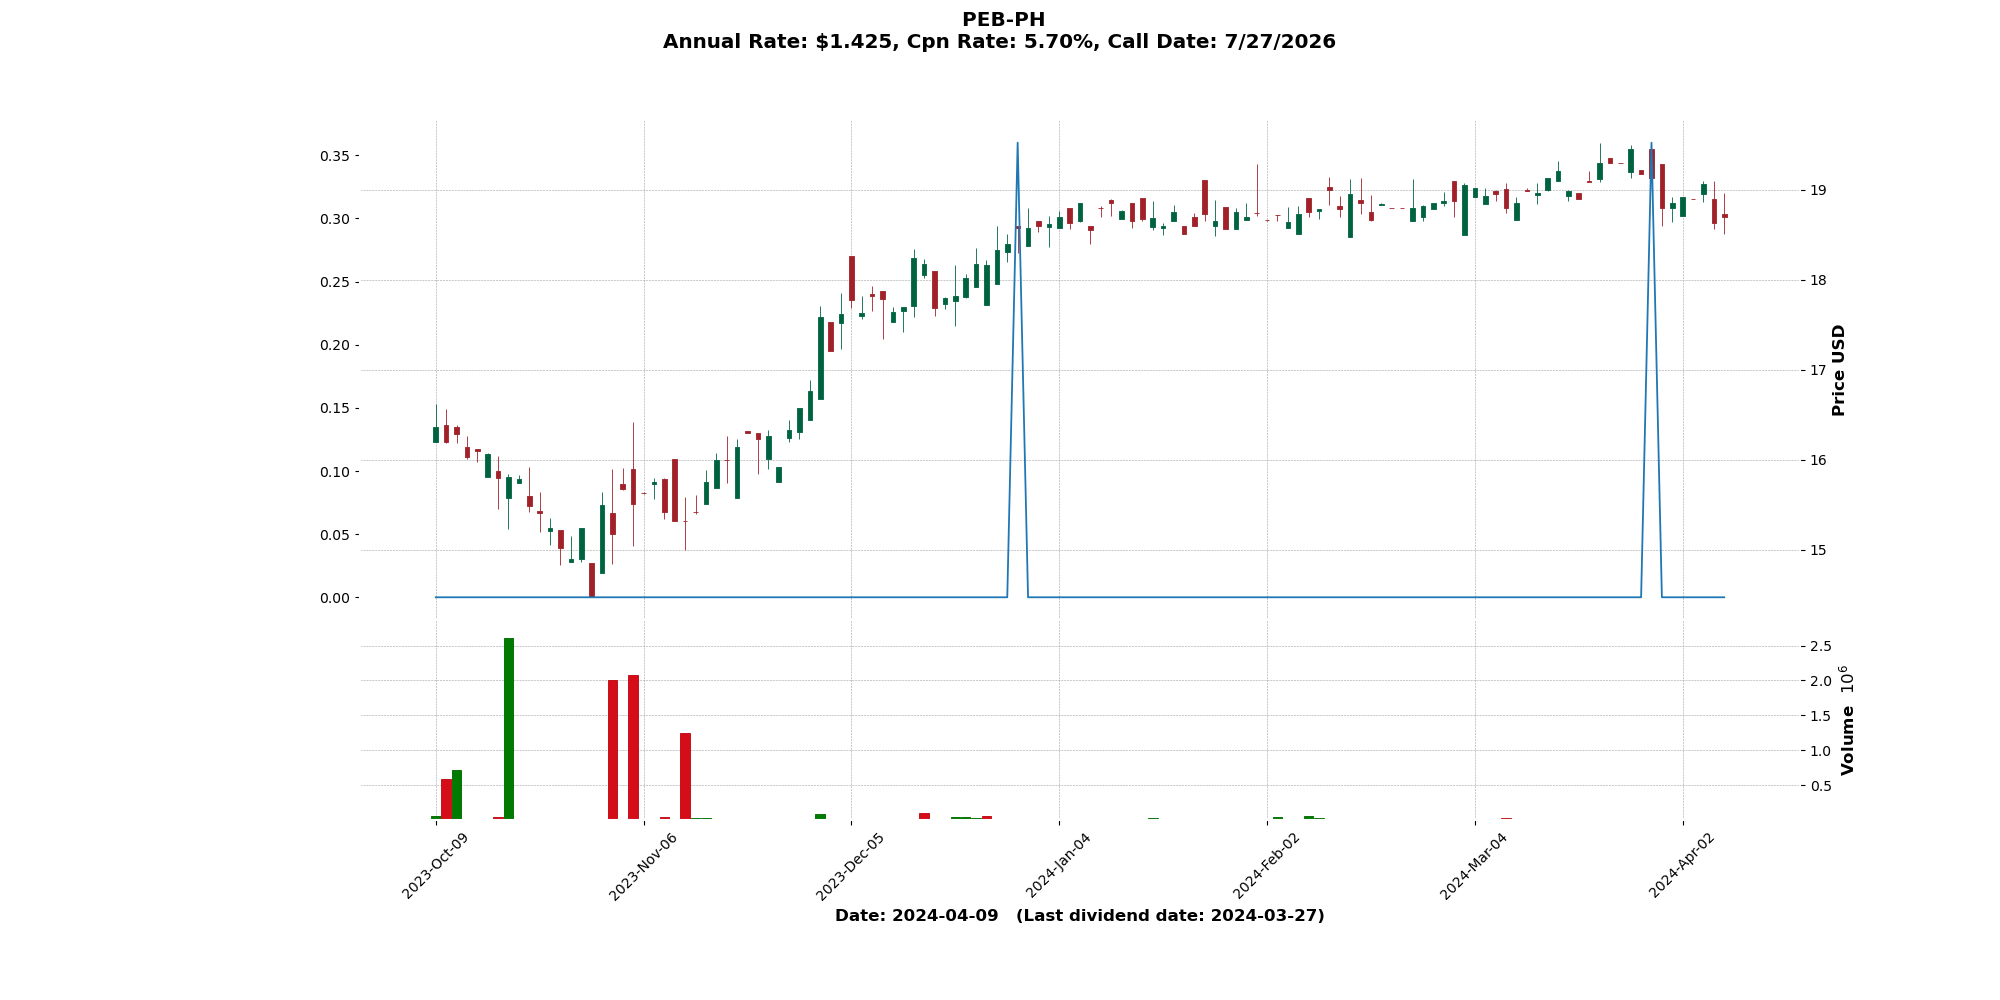 PEB-PH
Annual Rate: $1.425, Cpn Rate: 5.70%, Call Date: 7/27/2026
0.35
0.30
0.25
0.20
0.15
0.10
0.05
0.00
19
18
17
16
15
Price USD
2.5
2.0
1.5
1.0
0.5
Volume 10^6
2023-Oct-09
2023-Nov-06
2023-Dec-05
2024-Jan-04
2024-Feb-02
2024-Mar-04
2024-Apr-02
Date: 2024-04-09 (Last dividend date: 2024-03-27)